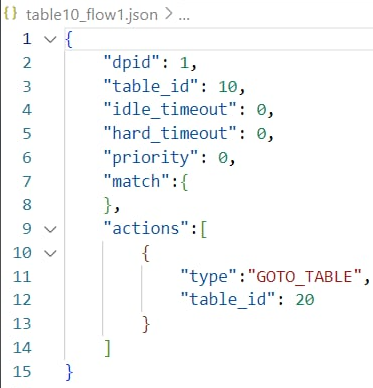 {} table10_flow1.json > ...
1 {
2 "dpid": 1,
3 "table_id": 10,
4 "idle_timeout": 0,
5 "hard_timeout": 0,
6 "priority": 0,
7 "match":{
8 },
9 "actions":[
10 {
11 "type":"GOTO_TABLE",
12 "table_id": 20
13 }
14 ]
15 }